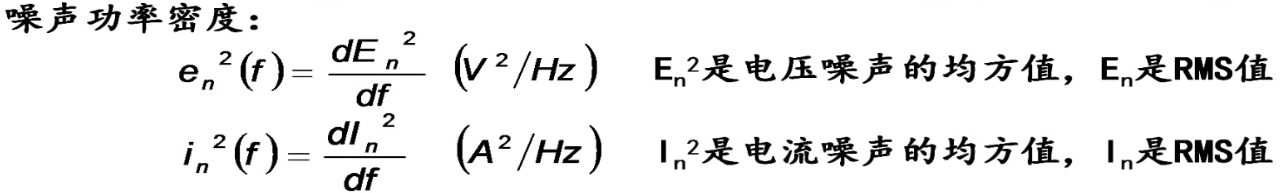 噪声功率密度：
e_n²(f) = dE_n²/df (V²/Hz) E_n²是电压噪声的均方值，E_n是RMS值
i_n²(f) = dI_n²/df (A²/Hz) I_n²是电流噪声的均方值，I_n是RMS值